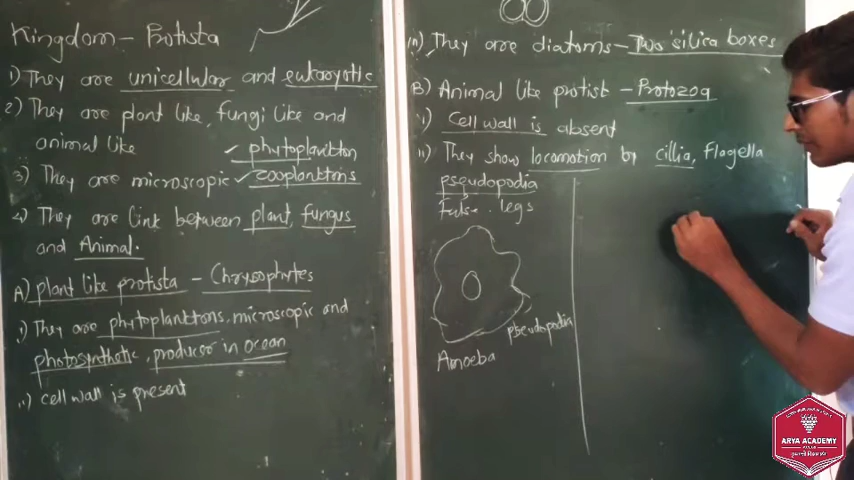 Kingdom - Protista
1) They are unicellular and eukaryotic
2) They are plant like, fungi like and
animal like
✓ phytoplankton
3) They are microscopic ✓ zooplanktons
4) They are link between plant, fungus
and Animal.
A) plant like protista - Chrysophytes
i) They are phytoplanktons, microscopic and
photosynthetic, producer in ocean
ii) cell wall is present
iii) They are diatoms - Two silica boxes
B) Animal like protist - Protozoa
i) Cell wall is absent
ii) They show locomotion by cillia, Flagella
pseudopodia
false legs
pseudopodia
Amoeba
ARYA ACADEMY